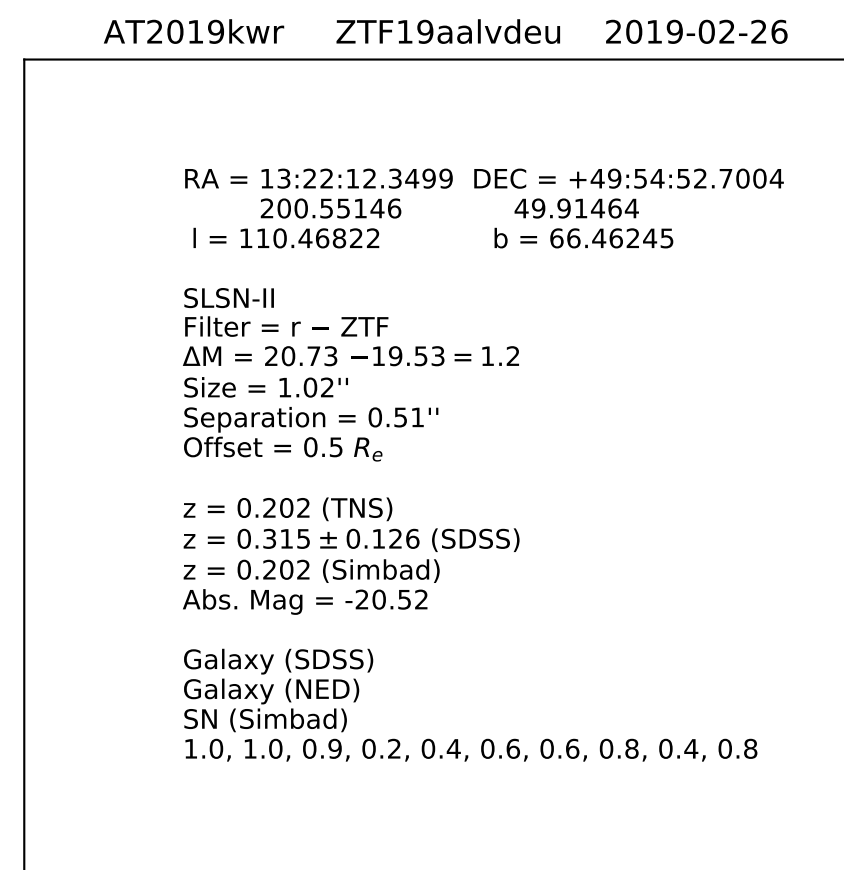 AT2019kwr ZTF19aalvdeu 2019-02-26
RA = 13:22:12.3499 DEC = +49:54:52.7004
200.55146 49.91464
l = 110.46822 b = 66.46245
SLSN-II
Filter = r − ZTF
ΔM = 20.73 −19.53 = 1.2
Size = 1.02''
Separation = 0.51''
Offset = 0.5 Rₑ
z = 0.202 (TNS)
z = 0.315 ± 0.126 (SDSS)
z = 0.202 (Simbad)
Abs. Mag = -20.52
Galaxy (SDSS)
Galaxy (NED)
SN (Simbad)
1.0, 1.0, 0.9, 0.2, 0.4, 0.6, 0.6, 0.8, 0.4, 0.8